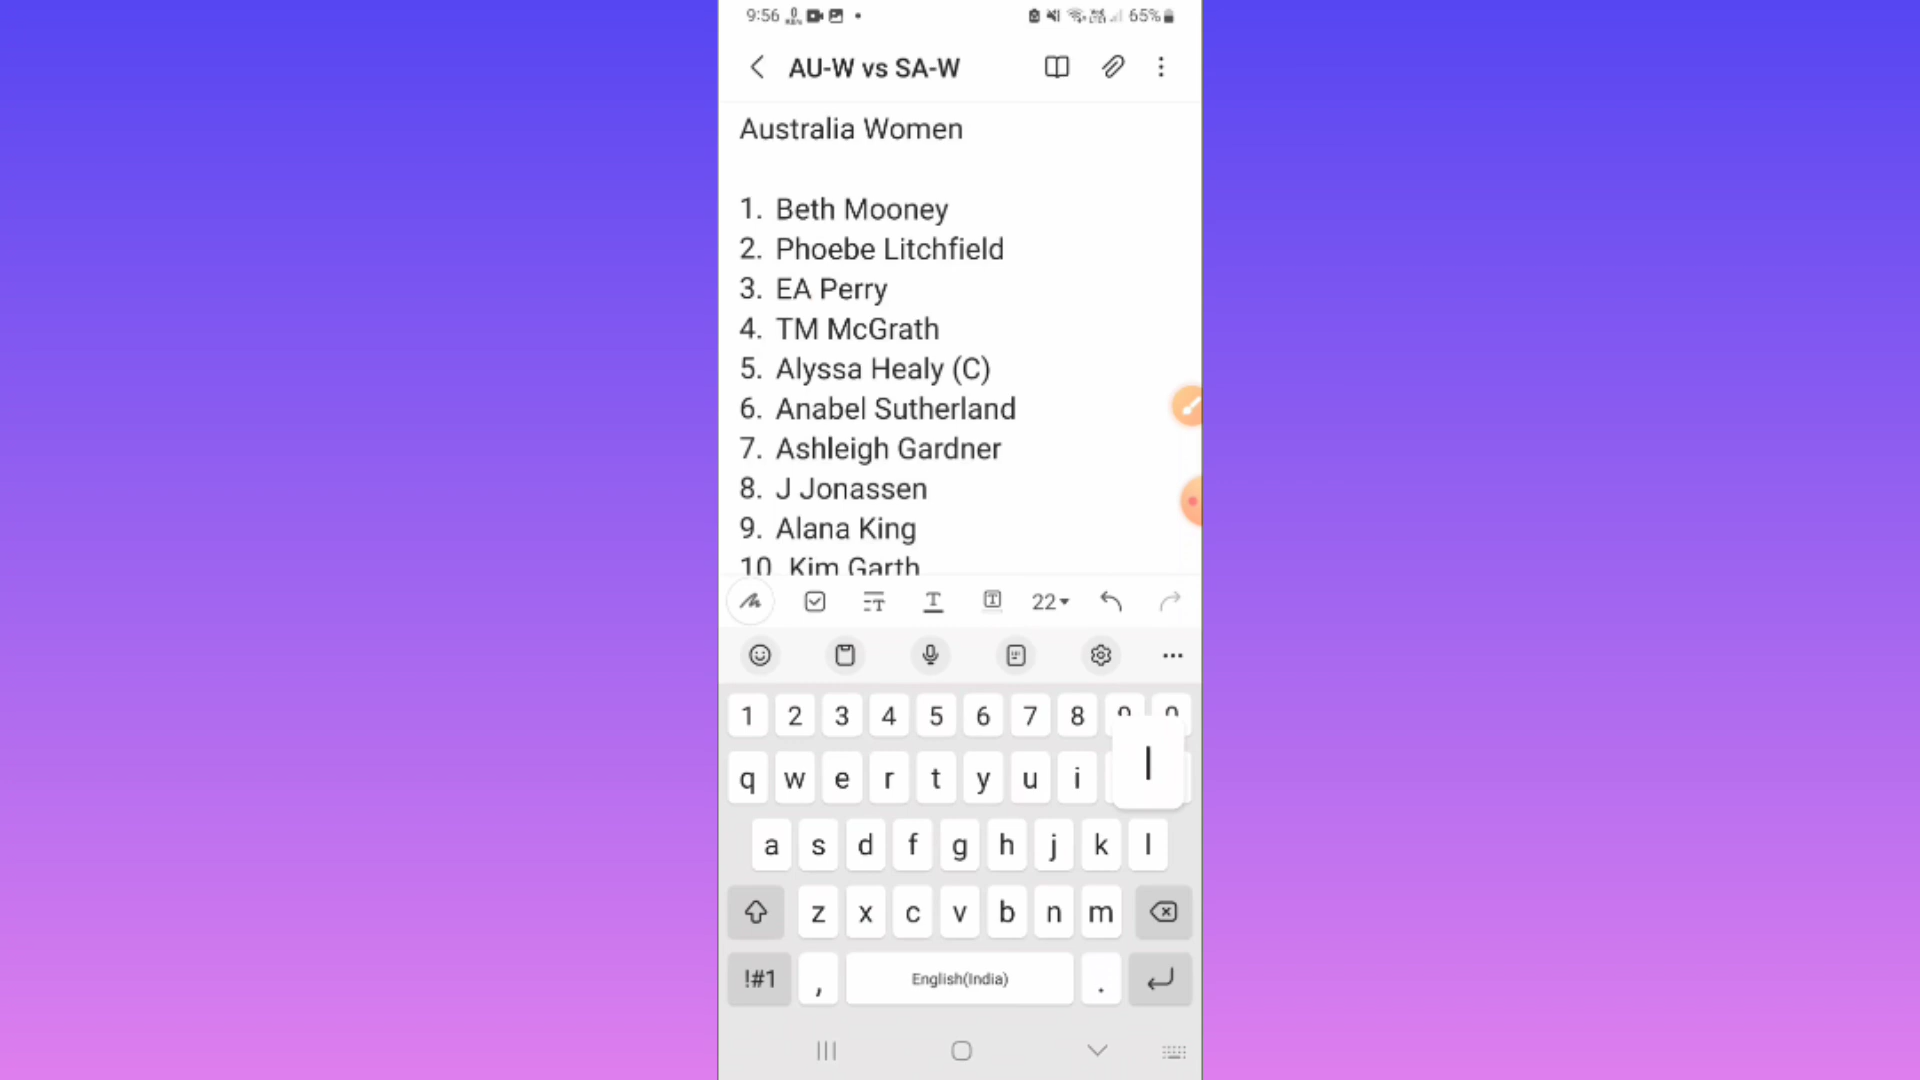 9:56 65%
AU-W vs SA-W
Australia Women
1. Beth Mooney
2. Phoebe Litchfield
3. EA Perry
4. TM McGrath
5. Alyssa Healy (C)
6. Anabel Sutherland
7. Ashleigh Gardner
8. J Jonassen
9. Alana King
10 Kim Garth
22
1 2 3 4 5 6 7 8 9 0
q w e r t y u i l
a s d f g h j k l
z x c v b n m
!#1 , English(India) .